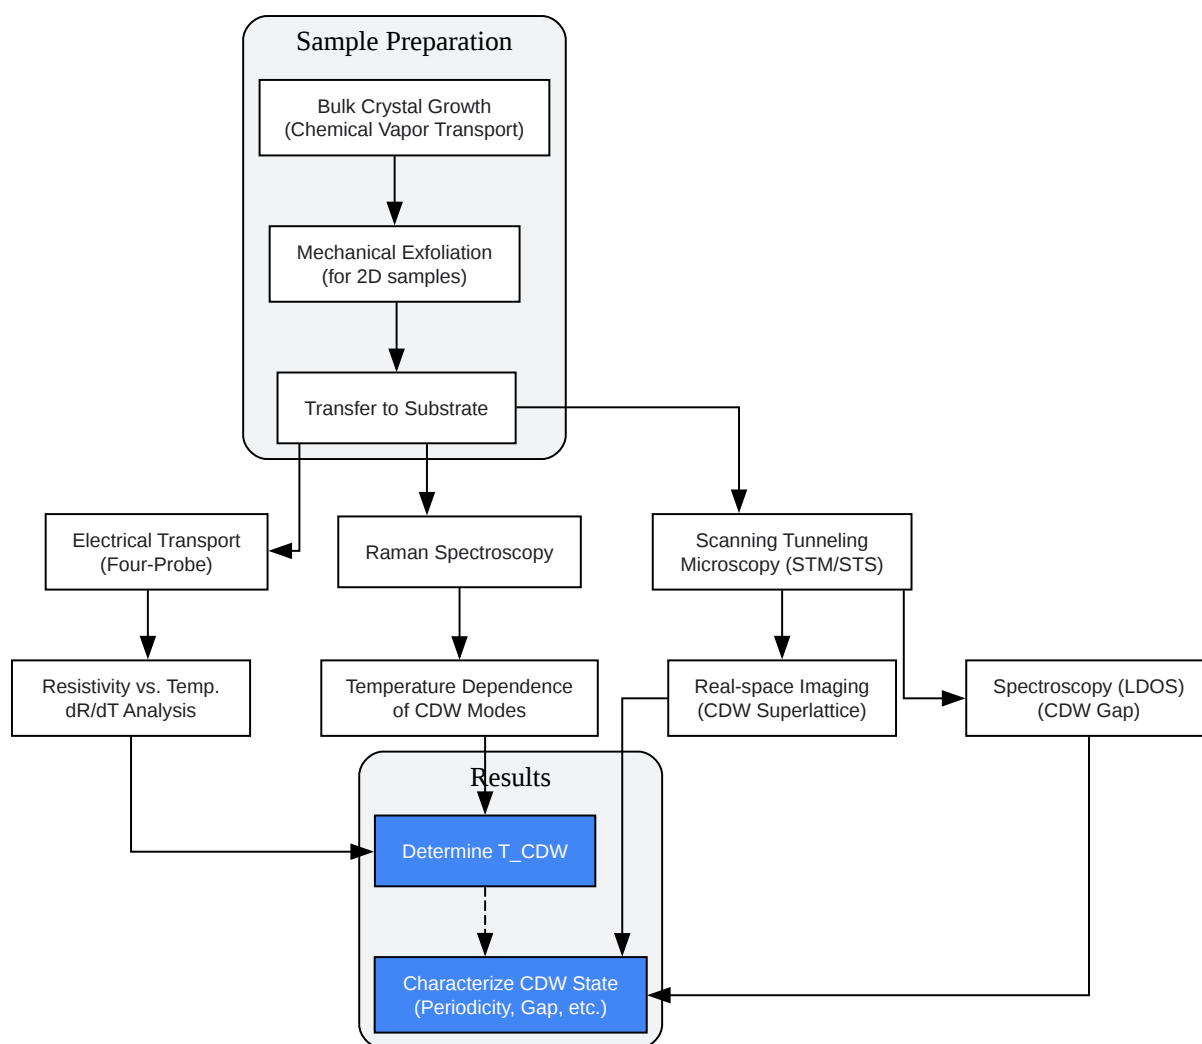 Sample Preparation
Bulk Crystal Growth
(Chemical Vapor Transport)
Mechanical Exfoliation
(for 2D samples)
Transfer to Substrate
Electrical Transport
(Four-Probe)
Raman Spectroscopy
Scanning Tunneling
Microscopy (STM/STS)
Resistivity vs. Temp.
dR/dT Analysis
Temperature Dependence
of CDW Modes
Real-space Imaging
(CDW Superlattice)
Spectroscopy (LDOS)
(CDW Gap)
Results
Determine T_CDW
Characterize CDW State
(Periodicity, Gap, etc.)